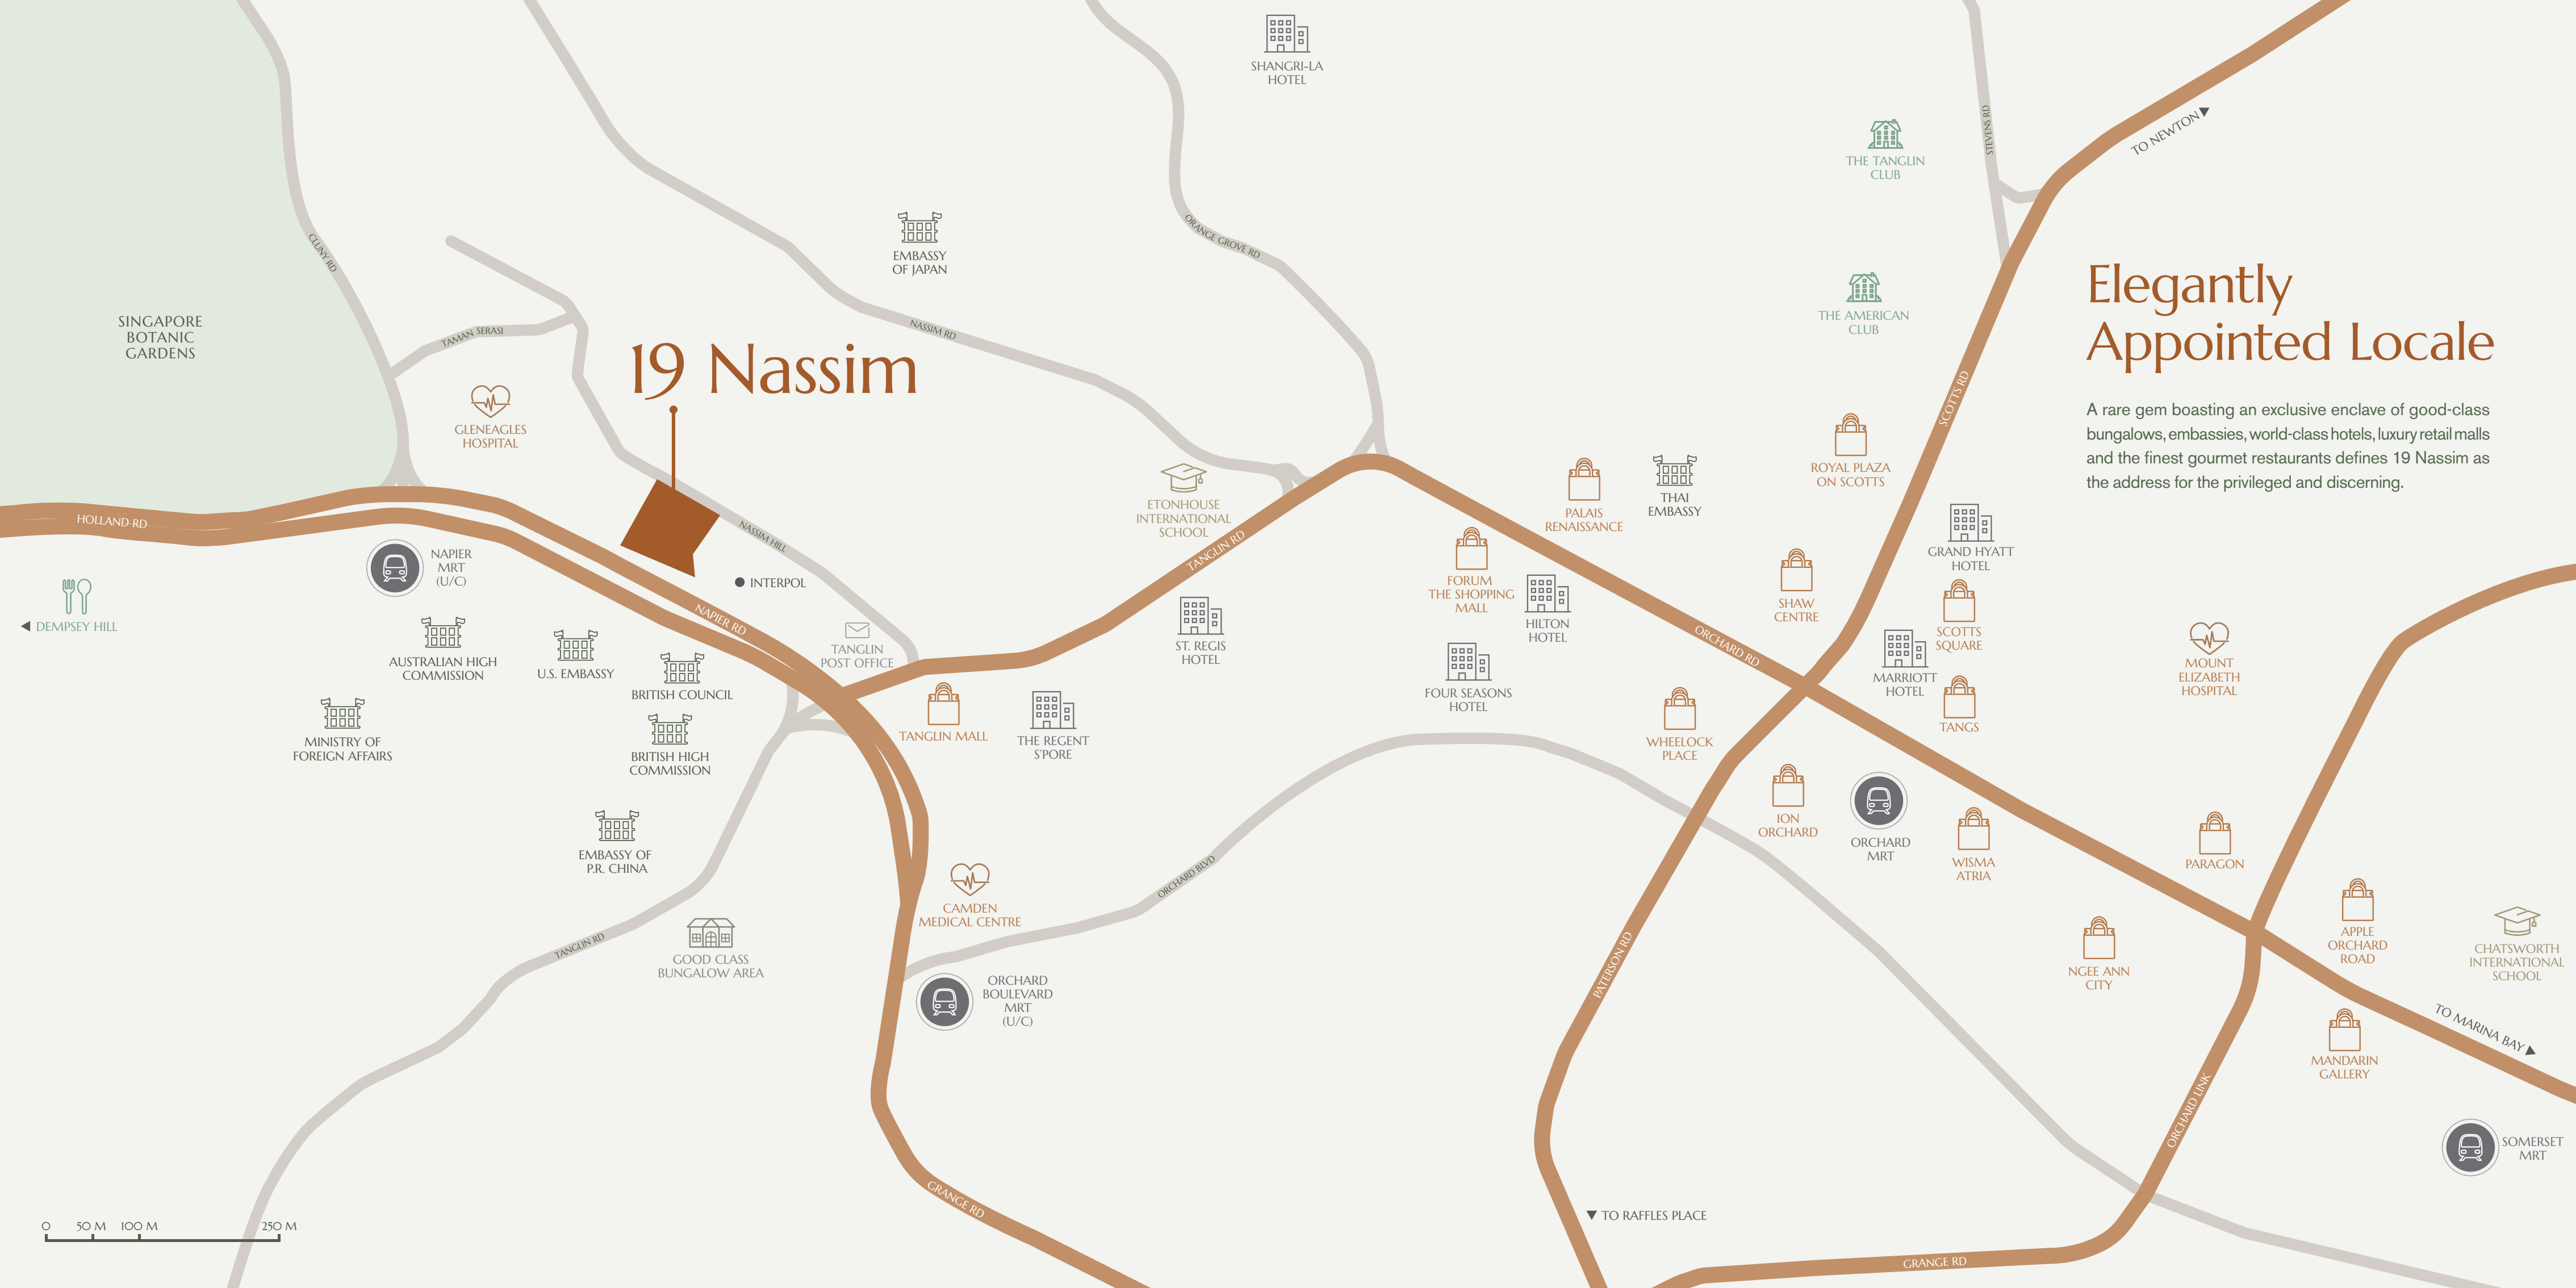 SHANGRI-LA
HOTEL
STEVENS RD
TO NEWTON
THE TANGLIN
CLUB
CLUNY RD
EMBASSY
OF JAPAN
ORANGE GROVE RD
Elegantly
Appointed Locale
A rare gem boasting an exclusive enclave of good-class
bungalows, embassies, world-class hotels, luxury retail malls
and the finest gourmet restaurants defines 19 Nassim as
the address for the privileged and discerning.
THE AMERICAN
CLUB
SINGAPORE
BOTANIC
GARDENS
TAMAN SERASI
NASSIM RD
19 Nassim
SCOTTS RD
GLENEAGLES
HOSPITAL
ROYAL PLAZA
ON SCOTTS
ETONHOUSE
INTERNATIONAL
SCHOOL
PALAIS
RENAISSANCE
THAI
EMBASSY
HOLLAND RD
NASSIM HILL
TANGLIN RD
GRAND HYATT
HOTEL
NAPIER
MRT
(U/C)
INTERPOL
FORUM
THE SHOPPING
MALL
HILTON
HOTEL
SHAW
CENTRE
SCOTTS
SQUARE
DEMPSEY HILL
NAPIER RD
TANGLIN
POST OFFICE
ST. REGIS
HOTEL
ORCHARD RD
AUSTRALIAN HIGH
COMMISSION
U.S. EMBASSY
BRITISH COUNCIL
FOUR SEASONS
HOTEL
MARRIOTT
HOTEL
MOUNT
ELIZABETH
HOSPITAL
MINISTRY OF
FOREIGN AFFAIRS
BRITISH HIGH
COMMISSION
TANGLIN MALL
THE REGENT
S'PORE
WHEELOCK
PLACE
TANGS
EMBASSY OF
P.R. CHINA
ION
ORCHARD
ORCHARD
MRT
WISMA
ATRIA
PARAGON
ORCHARD BLVD
CAMDEN
MEDICAL CENTRE
TANGLIN RD
GOOD CLASS
BUNGALOW AREA
PATERSON RD
NGEE ANN
CITY
APPLE
ORCHARD
ROAD
CHATSWORTH
INTERNATIONAL
SCHOOL
ORCHARD
BOULEVARD
MRT
(U/C)
TO MARINA BAY
MANDARIN
GALLERY
ORCHARD LINK
SOMERSET
MRT
GRANGE RD
TO RAFFLES PLACE
0 50 M 100 M 250 M
GRANGE RD